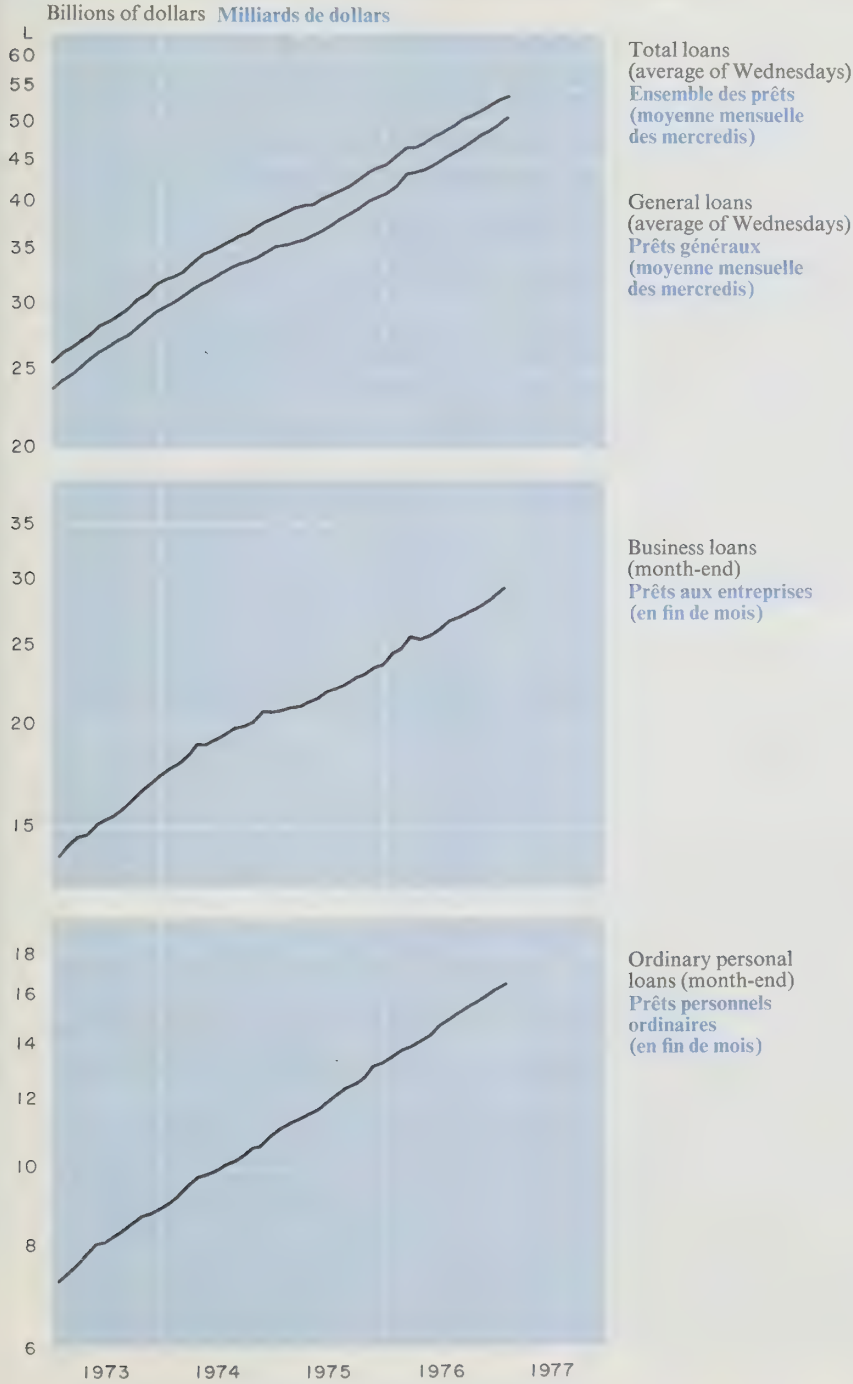 Billions of dollars Milliards de dollars
L
60
55
50
45
40
35
30
25
20
Total loans
(average of Wednesdays)
Ensemble des prêts
(moyenne mensuelle
des mercredis)
General loans
(average of Wednesdays)
Prêts généraux
(moyenne mensuelle
des mercredis)
35
30
25
20
15
Business loans
(month-end)
Prêts aux entreprises
(en fin de mois)
18
16
14
12
10
8
6
Ordinary personal
loans (month-end)
Prêts personnels
ordinaires
(en fin de mois)
1973 1974 1975 1976 1977